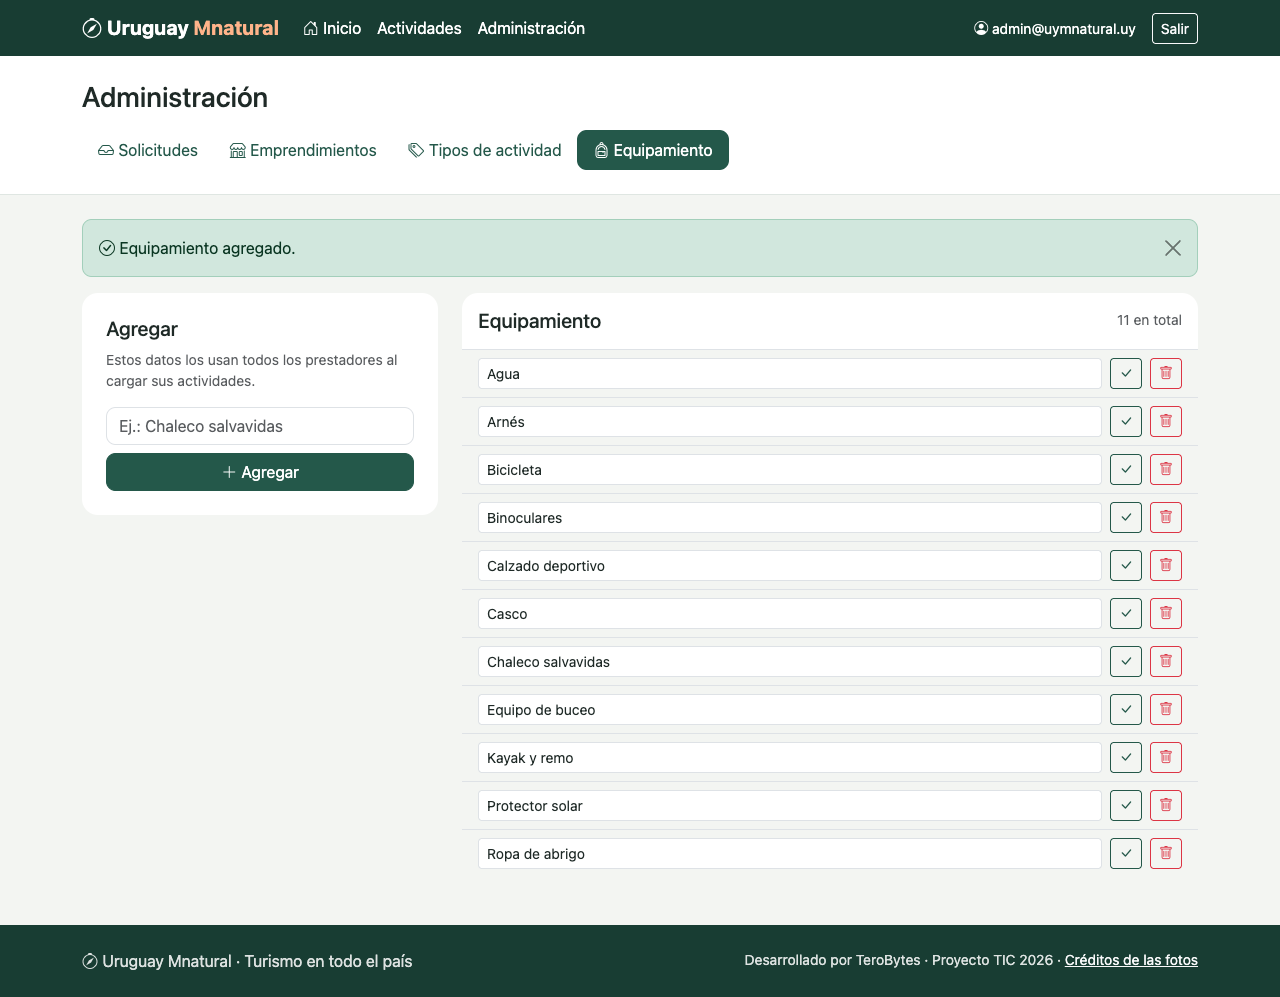 Uruguay Mnatural Inicio Actividades Administración admin@uymnatural.uy Salir
Administración
Solicitudes Emprendimientos Tipos de actividad Equipamiento
Equipamiento agregado.
Agregar
Estos datos los usan todos los prestadores al
cargar sus actividades.
Ej.: Chaleco salvavidas
Agregar
Equipamiento 11 en total
Agua
Arnés
Bicicleta
Binoculares
Calzado deportivo
Casco
Chaleco salvavidas
Equipo de buceo
Kayak y remo
Protector solar
Ropa de abrigo
Uruguay Mnatural · Turismo en todo el país
Desarrollado por TeroBytes · Proyecto TIC 2026 · Créditos de las fotos